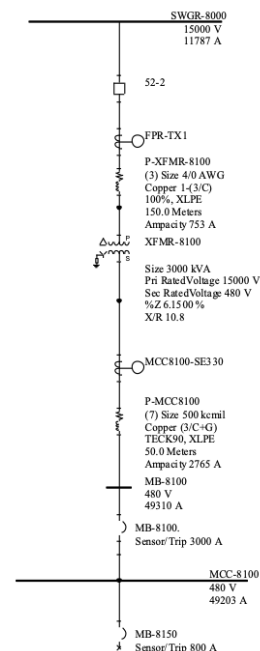 SWGR-8000
15000 V
11787 A
52-2
FPR-TX1
P-XFMR-8100
(3) Size 4/0 AWG
Copper 1-(3/C)
100%, XLPE
150.0 Meters
Ampacity 753 A
P
XFMR-8100
S
Size 3000 kVA
Pri RatedVoltage 15000 V
Sec RatedVoltage 480 V
%Z 6.1500 %
X/R 10.8
MCC8100-SE330
P-MCC8100
(7) Size 500 kcmil
Copper (3/C+G)
TECK90, XLPE
50.0 Meters
Ampacity 2765 A
MB-8100
480 V
49310 A
MB-8100.
Sensor/Trip 3000 A
MCC-8100
480 V
49203 A
MB-8150
Sensor/Trip 800 A